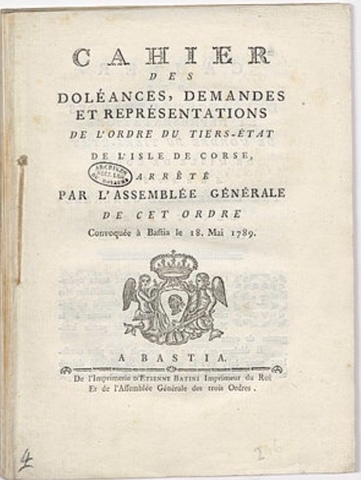 CAHIER
DES
DOLÉANCES, DEMANDES
ET REPRÉSENTATIONS
DE L'ORDRE DU TIERS-ÉTAT
DE L'ISLE DE CORSE,
ARRÊTÉ
PAR L'ASSEMBLÉE GÉNÉRALE
DE CET ORDRE
Convoquée à Bastia le 18. Mai 1789.
A BASTIA.
De l'Imprimerie D'ETIENNE BATINI Imprimeur du Roi
Et de l'Assemblée Générale des trois Ordres.
4